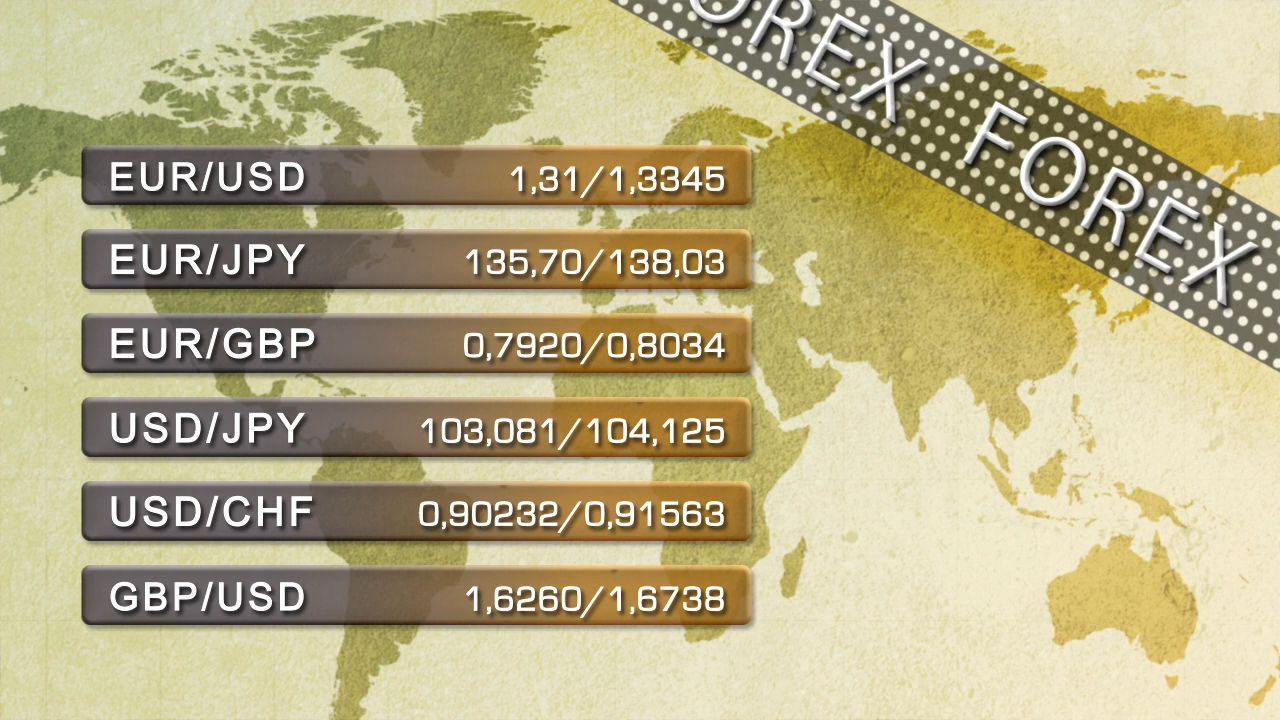 OREX FOREX
EUR/USD 1,31/1,3345
EUR/JPY 135,70/138,03
EUR/GBP 0,7920/0,8034
USD/JPY 103,081/104,125
USD/CHF 0,90232/0,91563
GBP/USD 1,6260/1,6738